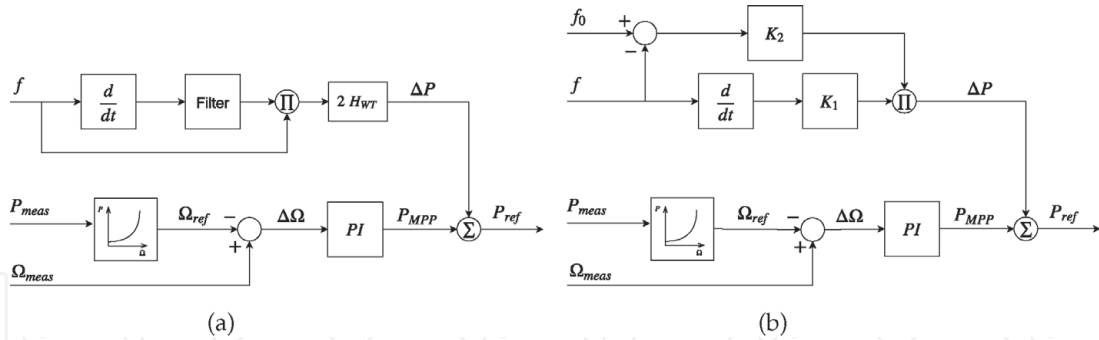 f
d
dt
Filter
Π
2 H_WT
ΔP
P_meas
P
Ω
Ω_ref
−
+
ΔΩ
PI
P_MPP
Σ
P_ref
Ω_meas
(a)
f_0
+
−
K_2
f
d
dt
K_1
Π
ΔP
P_meas
P
Ω
Ω_ref
−
+
ΔΩ
PI
P_MPP
Σ
P_ref
Ω_meas
(b)